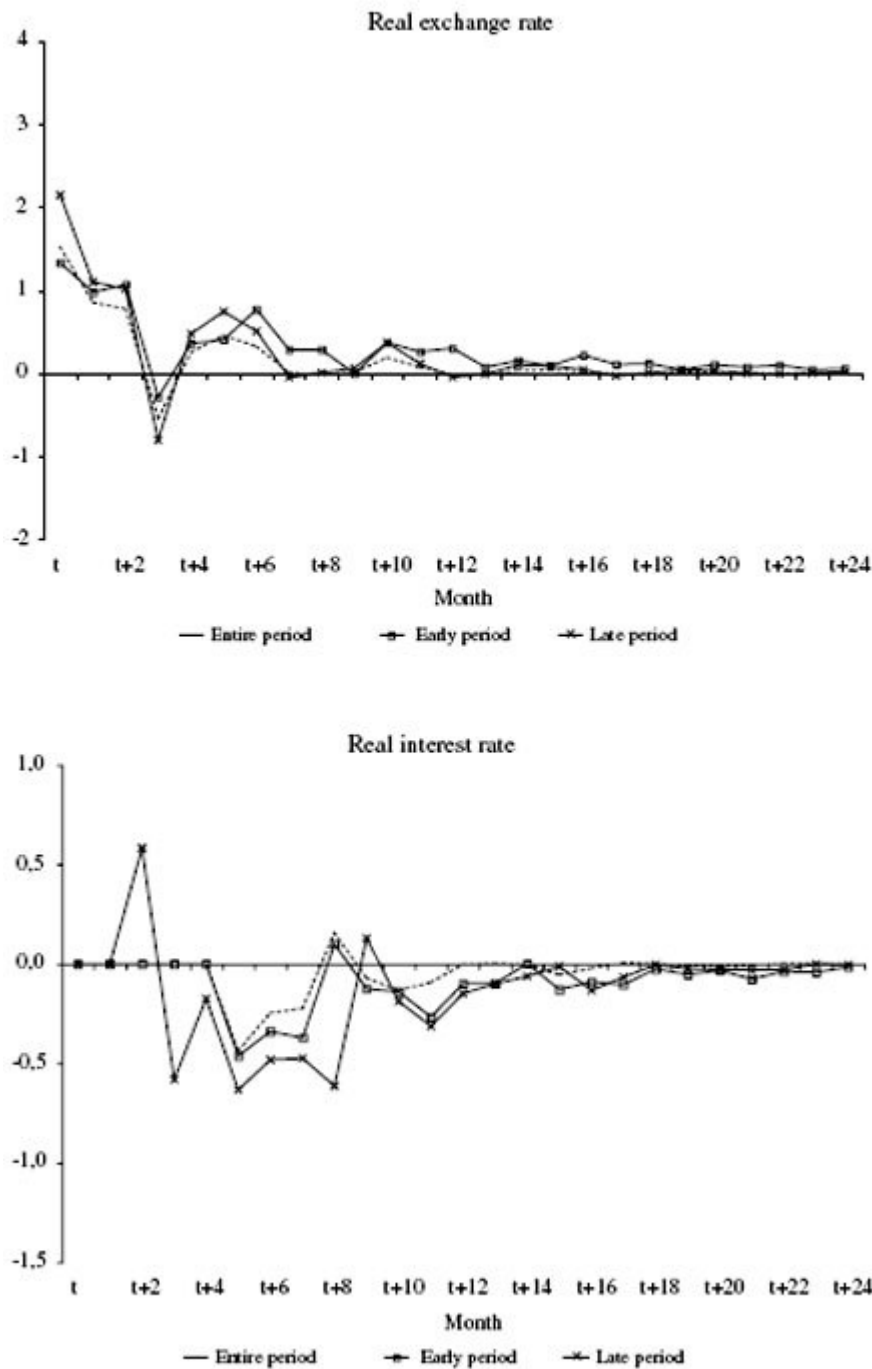 Real exchange rate
4
3
2
1
0
-1
-2
t t+2 t+4 t+6 t+8 t+10 t+12 t+14 t+16 t+18 t+20 t+22 t+24
Month
Entire period Early period Late period
Real interest rate
1,0
0,5
0,0
-0,5
-1,0
-1,5
t t+2 t+4 t+6 t+8 t+10 t+12 t+14 t+16 t+18 t+20 t+22 t+24
Month
Entire period Early period Late period